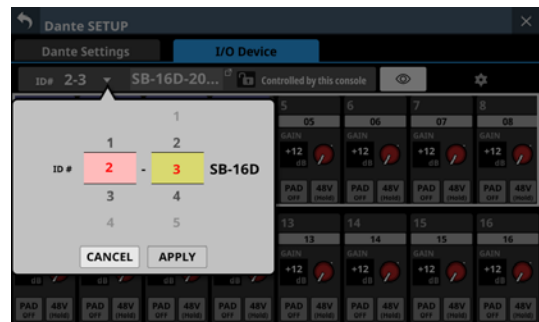 Dante SETUP
Dante Settings
I/O Device
ID# 2-3 SB-16D-20... Controlled by this console
5 6 7 8
05 06 07 08
GAIN GAIN GAIN GAIN
+12 +12 +12 +12
dB dB dB dB
PAD OFF 48V (Hold) PAD OFF 48V (Hold) PAD OFF 48V (Hold) PAD OFF 48V (Hold)
1
1 2
ID # 2 - 3 SB-16D
3 4
4 5
CANCEL APPLY
13 14 15 16
13 14 15 16
GAIN GAIN GAIN GAIN
+12 +12 +12 +12
dB dB dB dB dB dB dB dB
PAD OFF 48V (Hold) PAD OFF 48V (Hold) PAD OFF 48V (Hold) PAD OFF 48V (Hold) PAD OFF 48V (Hold) PAD OFF 48V (Hold) PAD OFF 48V (Hold) PAD OFF 48V (Hold)